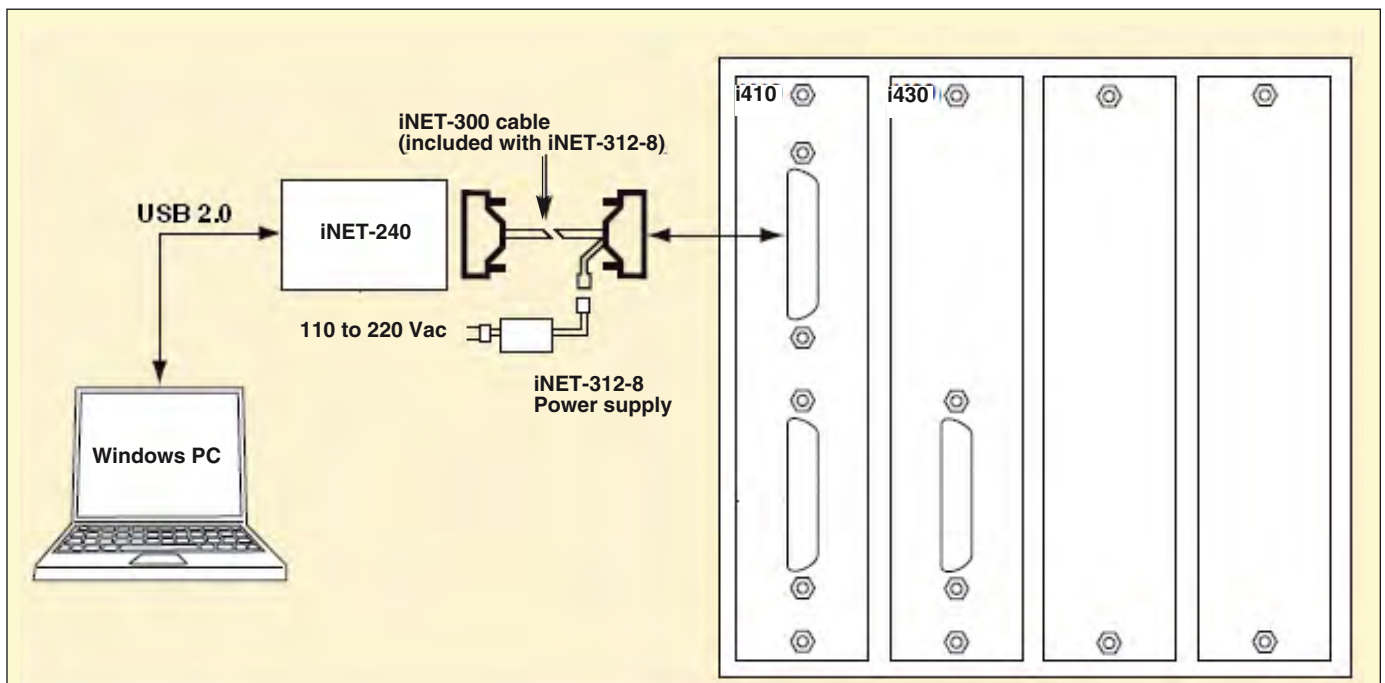 i410
i430
iNET-300 cable
(included with iNET-312-8)
USB 2.0
iNET-240
110 to 220 Vac
iNET-312-8
Power supply
Windows PC